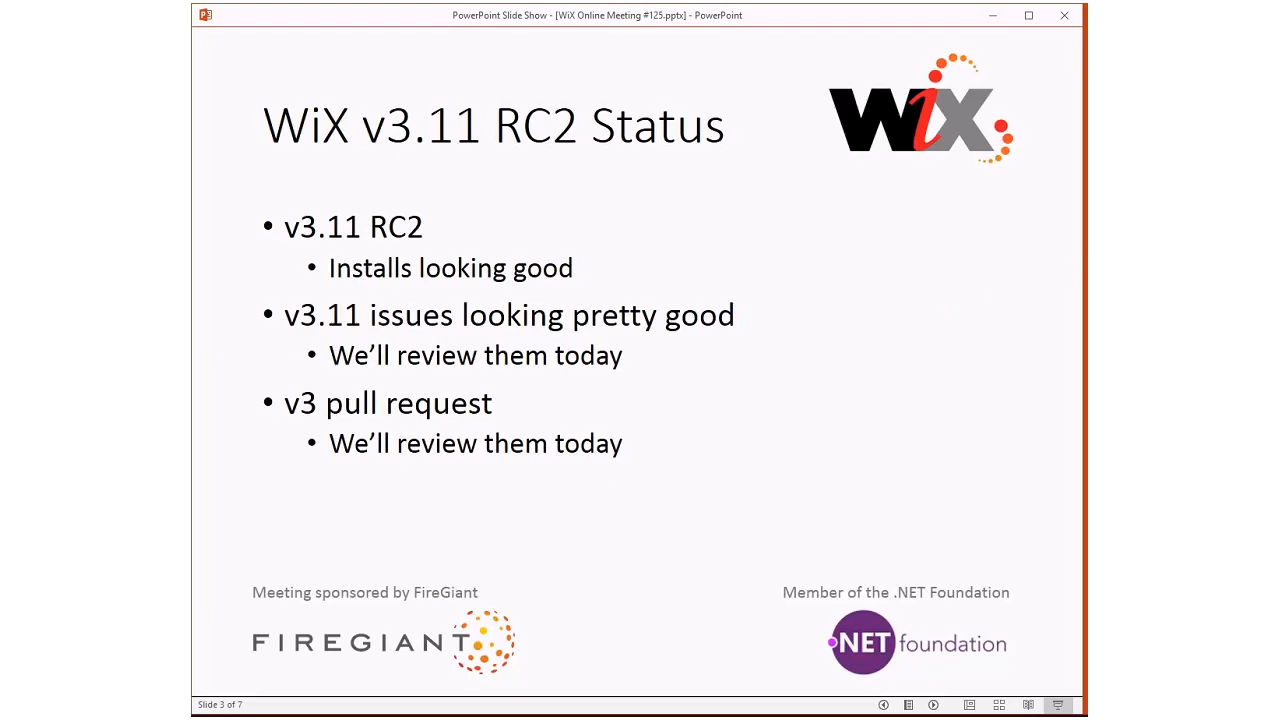 PowerPoint Slide Show - [WiX Online Meeting #125.pptx] - PowerPoint
WiX v3.11 RC2 Status
WiX
• v3.11 RC2
• Installs looking good
• v3.11 issues looking pretty good
• We’ll review them today
• v3 pull request
• We’ll review them today
Meeting sponsored by FireGiant
Member of the .NET Foundation
FIREGIANT
.NET foundation
Slide 3 of 7